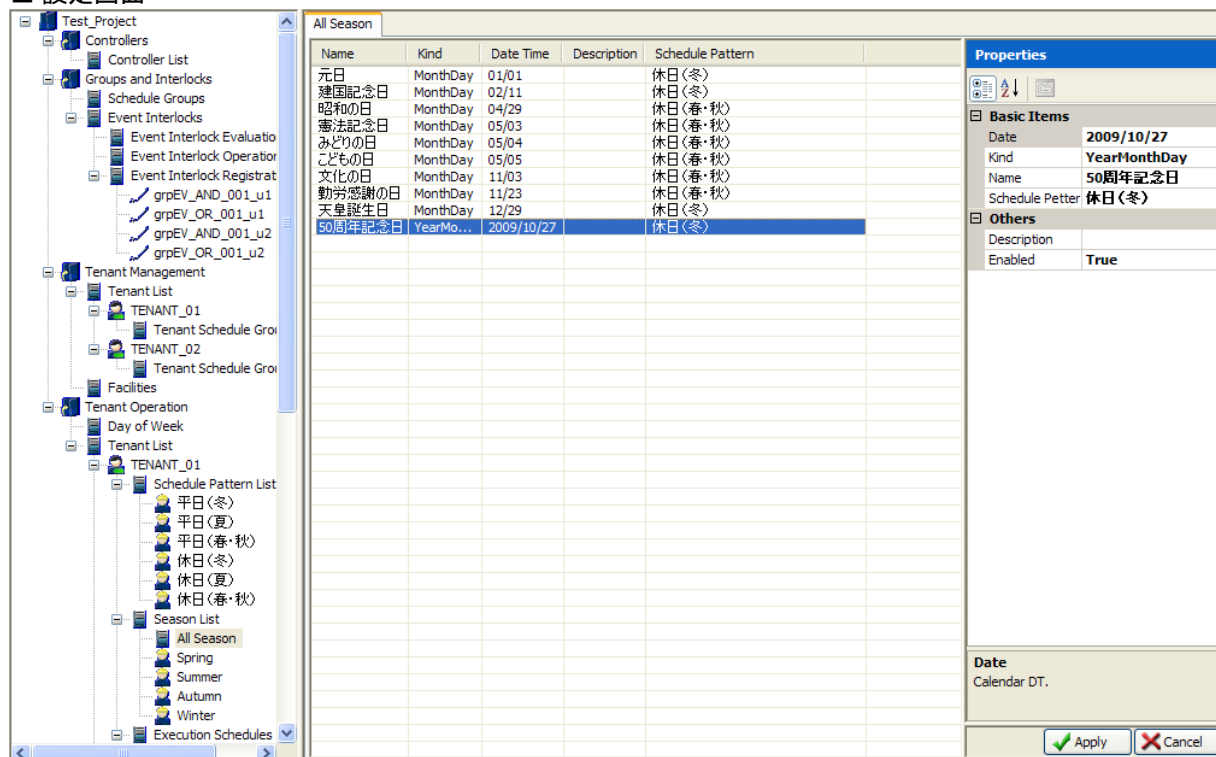 Test_Project
Controllers
Controller List
Groups and Interlocks
Schedule Groups
Event Interlocks
Event Interlock Evaluatio
Event Interlock Operation
Event Interlock Registrat
grpEV_AND_001_u1
grpEV_OR_001_u1
grpEV_AND_001_u2
grpEV_OR_001_u2
Tenant Management
Tenant List
TENANT_01
Tenant Schedule Grou
TENANT_02
Tenant Schedule Grou
Facilities
Tenant Operation
Day of Week
Tenant List
TENANT_01
Schedule Pattern List
平日(冬)
平日(夏)
平日(春・秋)
休日(冬)
休日(夏)
休日(春・秋)
Season List
All Season
Spring
Summer
Autumn
Winter
Execution Schedules
All Season
Name Kind Date Time Description Schedule Pattern
元日 MonthDay 01/01 休日(冬)
建国記念日 MonthDay 02/11 休日(冬)
昭和の日 MonthDay 04/29 休日(春・秋)
憲法記念日 MonthDay 05/03 休日(春・秋)
みどりの日 MonthDay 05/04 休日(春・秋)
こどもの日 MonthDay 05/05 休日(春・秋)
文化の日 MonthDay 11/03 休日(春・秋)
勤労感謝の日 MonthDay 11/23 休日(春・秋)
天皇誕生日 MonthDay 12/29 休日(冬)
50周年記念日 YearMo... 2009/10/27 休日(冬)
Properties
Basic Items
Date 2009/10/27
Kind YearMonthDay
Name 50周年記念日
Schedule Petter 休日(冬)
Others
Description
Enabled True
Date
Calendar DT.
Apply Cancel